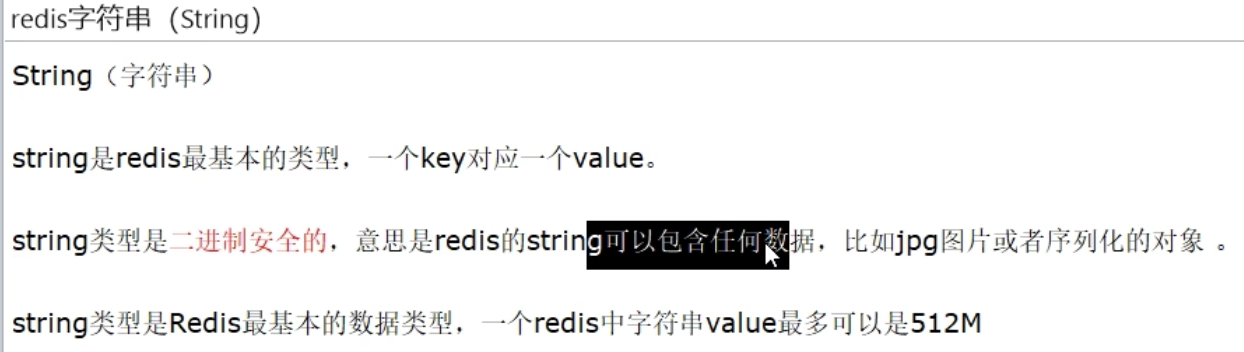 redis字符串（String）
String（字符串）
string是redis最基本的类型，一个key对应一个value。
string类型是二进制安全的，意思是redis的string可以包含任何数据，比如jpg图片或者序列化的对象 。
string类型是Redis最基本的数据类型，一个redis中字符串value最多可以是512M